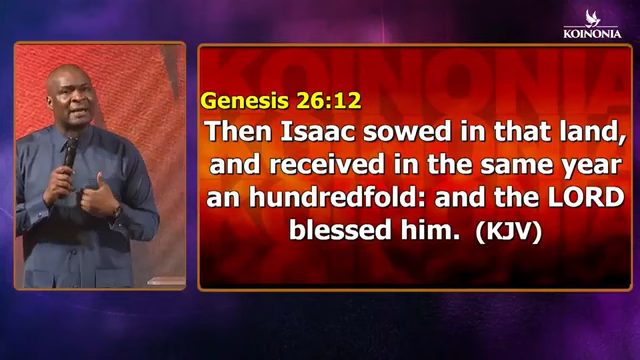 KOINONIA
KOINONIA
Genesis 26:12
Then Isaac sowed in that land,
and received in the same year
an hundredfold: and the LORD
blessed him. (KJV)